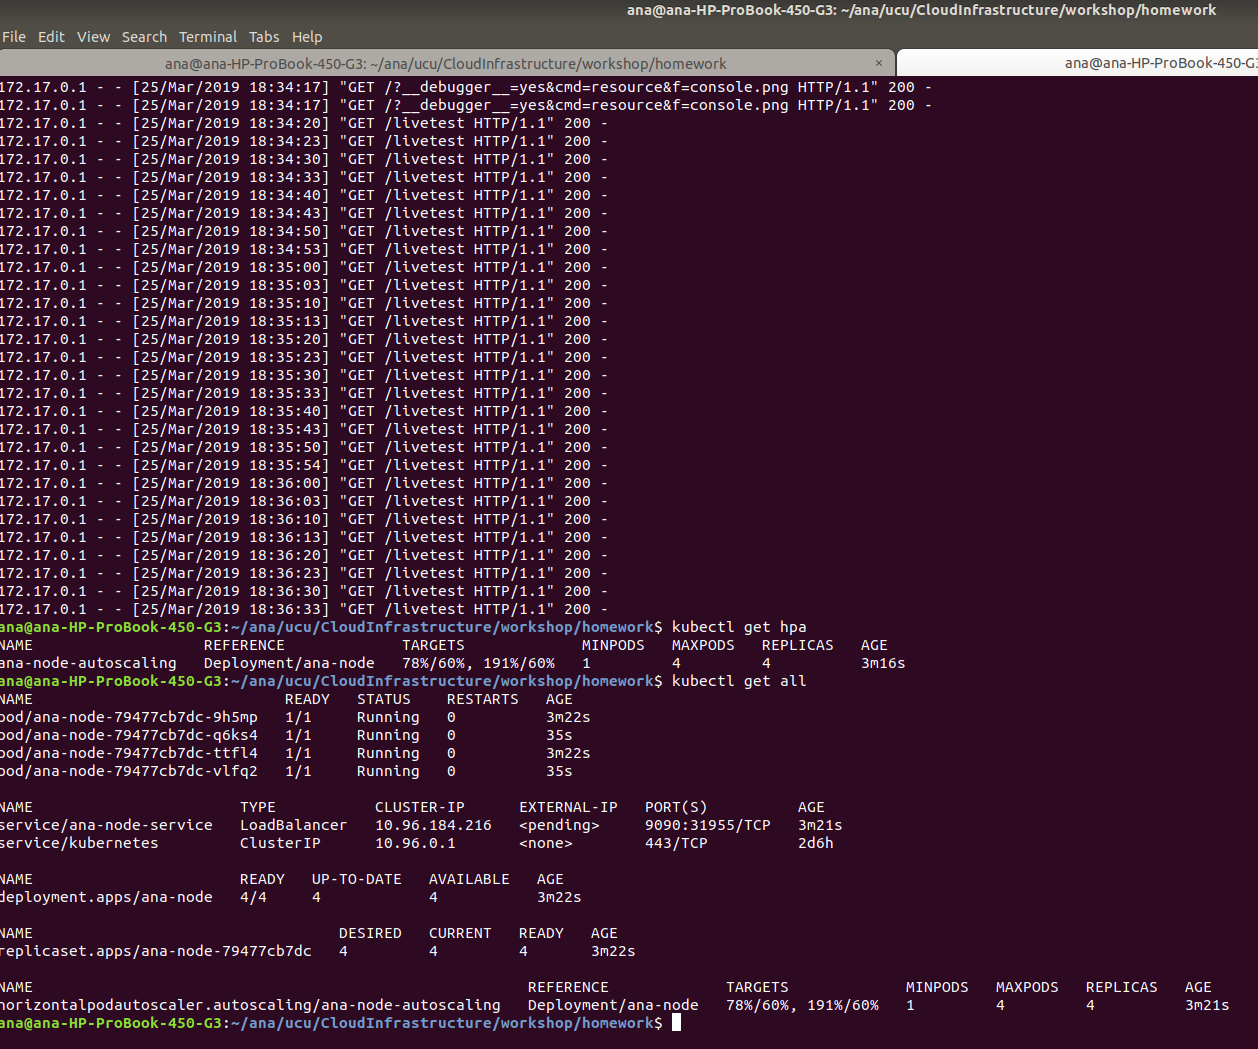 ana@ana-HP-ProBook-450-G3: ~/ana/ucu/CloudInfrastructure/workshop/homework
File Edit View Search Terminal Tabs Help
ana@ana-HP-ProBook-450-G3: ~/ana/ucu/CloudInfrastructure/workshop/homework × ana@ana-HP-ProBook-450-G3
172.17.0.1 - - [25/Mar/2019 18:34:17] "GET /?__debugger__=yes&cmd=resource&f=console.png HTTP/1.1" 200 -
172.17.0.1 - - [25/Mar/2019 18:34:17] "GET /?__debugger__=yes&cmd=resource&f=console.png HTTP/1.1" 200 -
172.17.0.1 - - [25/Mar/2019 18:34:20] "GET /livetest HTTP/1.1" 200 -
172.17.0.1 - - [25/Mar/2019 18:34:23] "GET /livetest HTTP/1.1" 200 -
172.17.0.1 - - [25/Mar/2019 18:34:30] "GET /livetest HTTP/1.1" 200 -
172.17.0.1 - - [25/Mar/2019 18:34:33] "GET /livetest HTTP/1.1" 200 -
172.17.0.1 - - [25/Mar/2019 18:34:40] "GET /livetest HTTP/1.1" 200 -
172.17.0.1 - - [25/Mar/2019 18:34:43] "GET /livetest HTTP/1.1" 200 -
172.17.0.1 - - [25/Mar/2019 18:34:50] "GET /livetest HTTP/1.1" 200 -
172.17.0.1 - - [25/Mar/2019 18:34:53] "GET /livetest HTTP/1.1" 200 -
172.17.0.1 - - [25/Mar/2019 18:35:00] "GET /livetest HTTP/1.1" 200 -
172.17.0.1 - - [25/Mar/2019 18:35:03] "GET /livetest HTTP/1.1" 200 -
172.17.0.1 - - [25/Mar/2019 18:35:10] "GET /livetest HTTP/1.1" 200 -
172.17.0.1 - - [25/Mar/2019 18:35:13] "GET /livetest HTTP/1.1" 200 -
172.17.0.1 - - [25/Mar/2019 18:35:20] "GET /livetest HTTP/1.1" 200 -
172.17.0.1 - - [25/Mar/2019 18:35:23] "GET /livetest HTTP/1.1" 200 -
172.17.0.1 - - [25/Mar/2019 18:35:30] "GET /livetest HTTP/1.1" 200 -
172.17.0.1 - - [25/Mar/2019 18:35:33] "GET /livetest HTTP/1.1" 200 -
172.17.0.1 - - [25/Mar/2019 18:35:40] "GET /livetest HTTP/1.1" 200 -
172.17.0.1 - - [25/Mar/2019 18:35:43] "GET /livetest HTTP/1.1" 200 -
172.17.0.1 - - [25/Mar/2019 18:35:50] "GET /livetest HTTP/1.1" 200 -
172.17.0.1 - - [25/Mar/2019 18:35:54] "GET /livetest HTTP/1.1" 200 -
172.17.0.1 - - [25/Mar/2019 18:36:00] "GET /livetest HTTP/1.1" 200 -
172.17.0.1 - - [25/Mar/2019 18:36:03] "GET /livetest HTTP/1.1" 200 -
172.17.0.1 - - [25/Mar/2019 18:36:10] "GET /livetest HTTP/1.1" 200 -
172.17.0.1 - - [25/Mar/2019 18:36:13] "GET /livetest HTTP/1.1" 200 -
172.17.0.1 - - [25/Mar/2019 18:36:20] "GET /livetest HTTP/1.1" 200 -
172.17.0.1 - - [25/Mar/2019 18:36:23] "GET /livetest HTTP/1.1" 200 -
172.17.0.1 - - [25/Mar/2019 18:36:30] "GET /livetest HTTP/1.1" 200 -
172.17.0.1 - - [25/Mar/2019 18:36:33] "GET /livetest HTTP/1.1" 200 -
ana@ana-HP-ProBook-450-G3:~/ana/ucu/CloudInfrastructure/workshop/homework$ kubectl get hpa
NAME REFERENCE TARGETS MINPODS MAXPODS REPLICAS AGE
ana-node-autoscaling Deployment/ana-node 78%/60%, 191%/60% 1 4 4 3m16s
ana@ana-HP-ProBook-450-G3:~/ana/ucu/CloudInfrastructure/workshop/homework$ kubectl get all
NAME READY STATUS RESTARTS AGE
pod/ana-node-79477cb7dc-9h5mp 1/1 Running 0 3m22s
pod/ana-node-79477cb7dc-q6ks4 1/1 Running 0 35s
pod/ana-node-79477cb7dc-ttfl4 1/1 Running 0 3m22s
pod/ana-node-79477cb7dc-vlfq2 1/1 Running 0 35s
NAME TYPE CLUSTER-IP EXTERNAL-IP PORT(S) AGE
service/ana-node-service LoadBalancer 10.96.184.216 <pending> 9090:31955/TCP 3m21s
service/kubernetes ClusterIP 10.96.0.1 <none> 443/TCP 2d6h
NAME READY UP-TO-DATE AVAILABLE AGE
deployment.apps/ana-node 4/4 4 4 3m22s
NAME DESIRED CURRENT READY AGE
replicaset.apps/ana-node-79477cb7dc 4 4 4 3m22s
NAME REFERENCE TARGETS MINPODS MAXPODS REPLICAS AGE
horizontalpodautoscaler.autoscaling/ana-node-autoscaling Deployment/ana-node 78%/60%, 191%/60% 1 4 4 3m21s
ana@ana-HP-ProBook-450-G3:~/ana/ucu/CloudInfrastructure/workshop/homework$